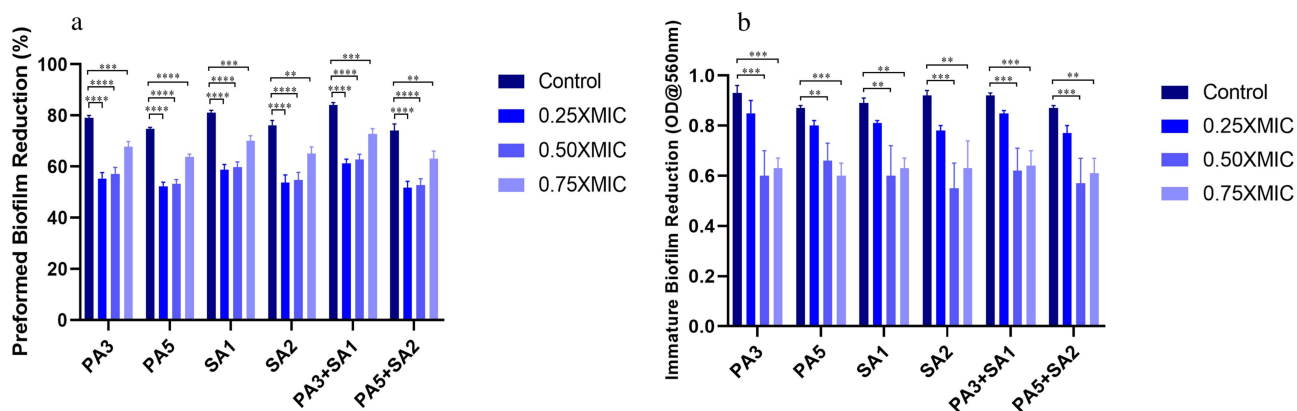 a
Preformed Biofilm Reduction (%)
100
80
60
40
20
0
*** **** ****
**** **** ****
*** **** ****
** **** ****
*** **** ****
** **** ****
PA3
PA5
SA1
SA2
PA3+SA1
PA5+SA2
Control
0.25XMIC
0.50XMIC
0.75XMIC
b
Immature Biofilm Reduction (OD@560nm)
1.0
0.8
0.6
0.4
0.2
0.0
*** ***
*** **
** **
** ***
*** ***
** ***
PA3
PA5
SA1
SA2
PA3+SA1
PA5+SA2
Control
0.25XMIC
0.50XMIC
0.75XMIC